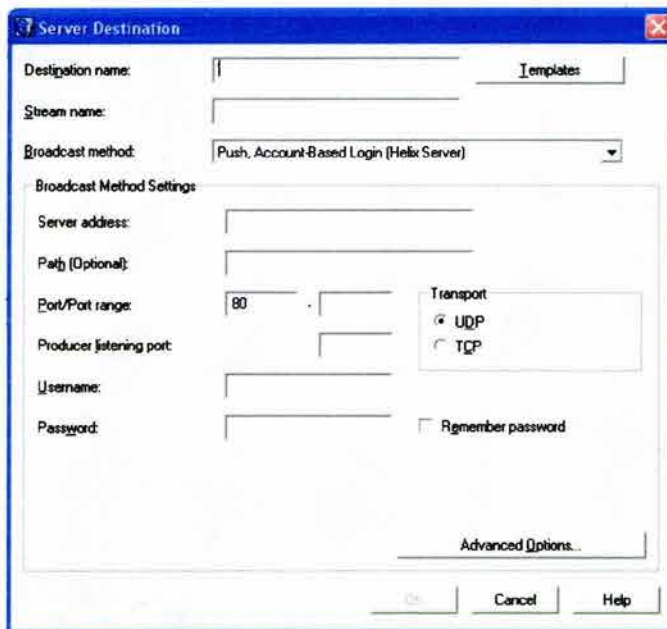 Server Destination
Destination name:
Templates
Stream name:
Broadcast method:
Push, Account-Based Login (Helix Server)
Broadcast Method Settings
Server address:
Path (Optional):
Port/Port range:
80
-
Transport
UDP
TCP
Producer listening port:
Username:
Password:
Remember password
Advanced Options...
OK
Cancel
Help